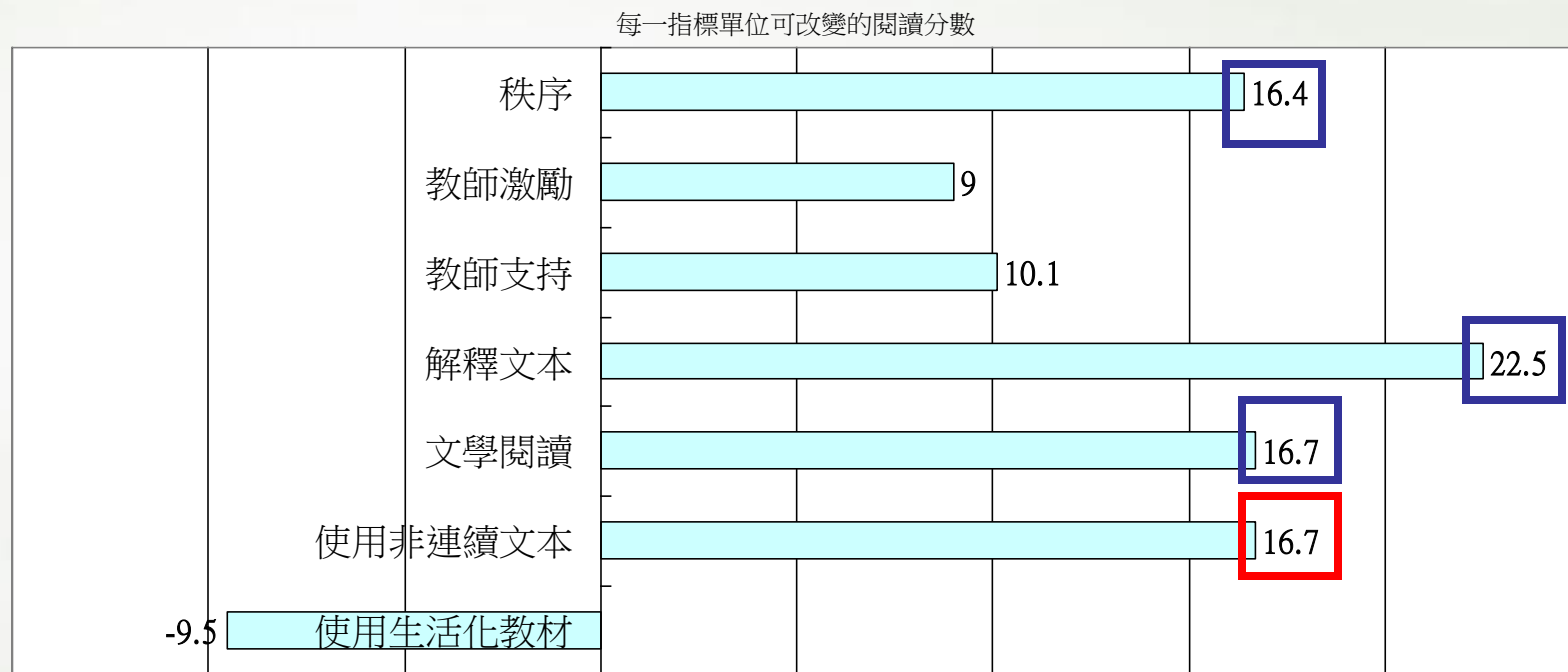 每一指標單位可改變的閱讀分數
秩序 16.4
教師激勵 9
教師支持 10.1
解釋文本 22.5
文學閱讀 16.7
使用非連續文本 16.7
-9.5 使用生活化教材